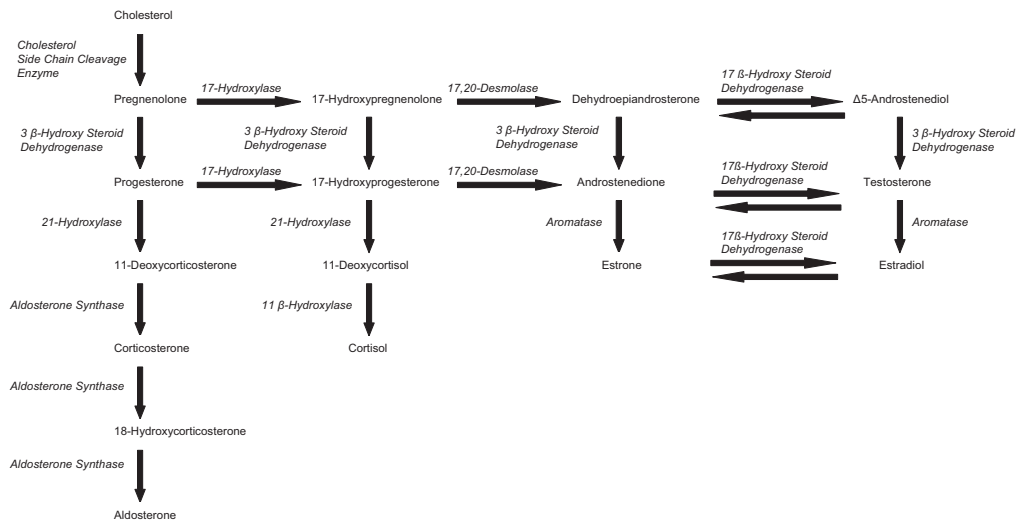 Cholesterol
Cholesterol
Side Chain Cleavage
Enzyme
17-Hydroxylase
17,20-Desmolase
17 ß-Hydroxy Steroid
Dehydrogenase
Pregnenolone
17-Hydroxypregnenolone
Dehydroepiandrosterone
Δ5-Androstenediol
3 β-Hydroxy Steroid
Dehydrogenase
3 β-Hydroxy Steroid
Dehydrogenase
3 β-Hydroxy Steroid
Dehydrogenase
3 β-Hydroxy Steroid
Dehydrogenase
17-Hydroxylase
17,20-Desmolase
17ß-Hydroxy Steroid
Dehydrogenase
Progesterone
17-Hydroxyprogesterone
Androstenedione
Testosterone
21-Hydroxylase
21-Hydroxylase
Aromatase
Aromatase
17ß-Hydroxy Steroid
Dehydrogenase
11-Deoxycorticosterone
11-Deoxycortisol
Estrone
Estradiol
Aldosterone Synthase
11 β-Hydroxylase
Corticosterone
Cortisol
Aldosterone Synthase
18-Hydroxycorticosterone
Aldosterone Synthase
Aldosterone